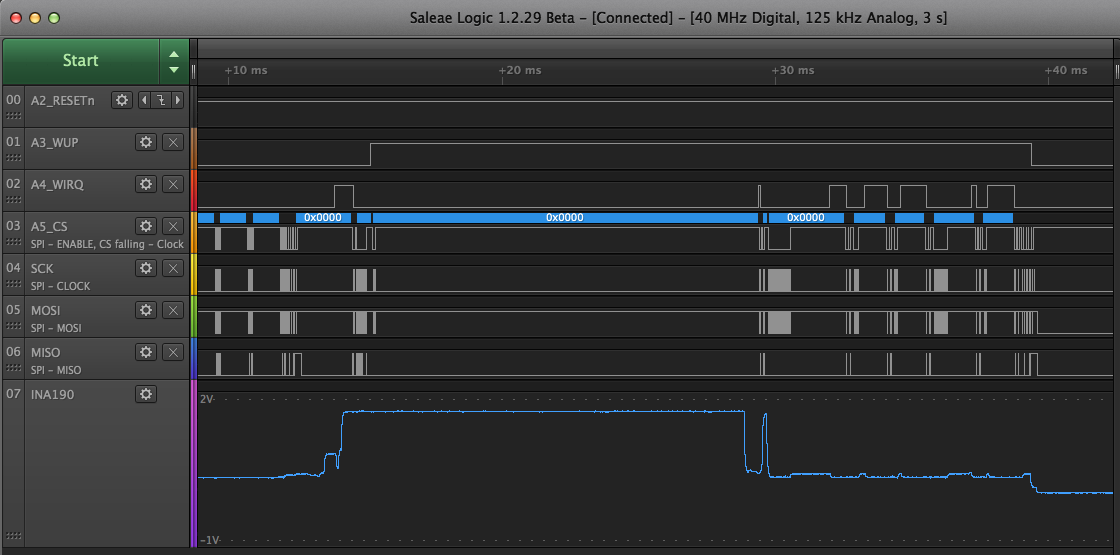 Saleae Logic 1.2.29 Beta – [Connected] – [40 MHz Digital, 125 kHz Analog, 3 s]
Start
+10 ms
+20 ms
+30 ms
+40 ms
00 A2_RESETn
01 A3_WUP
02 A4_WIRQ
0x0000
0x0000
0x0000
03 A5_CS
SPI – ENABLE, CS falling – Clock
04 SCK
SPI – CLOCK
05 MOSI
SPI – MOSI
06 MISO
SPI – MISO
07 INA190
2V
-1V